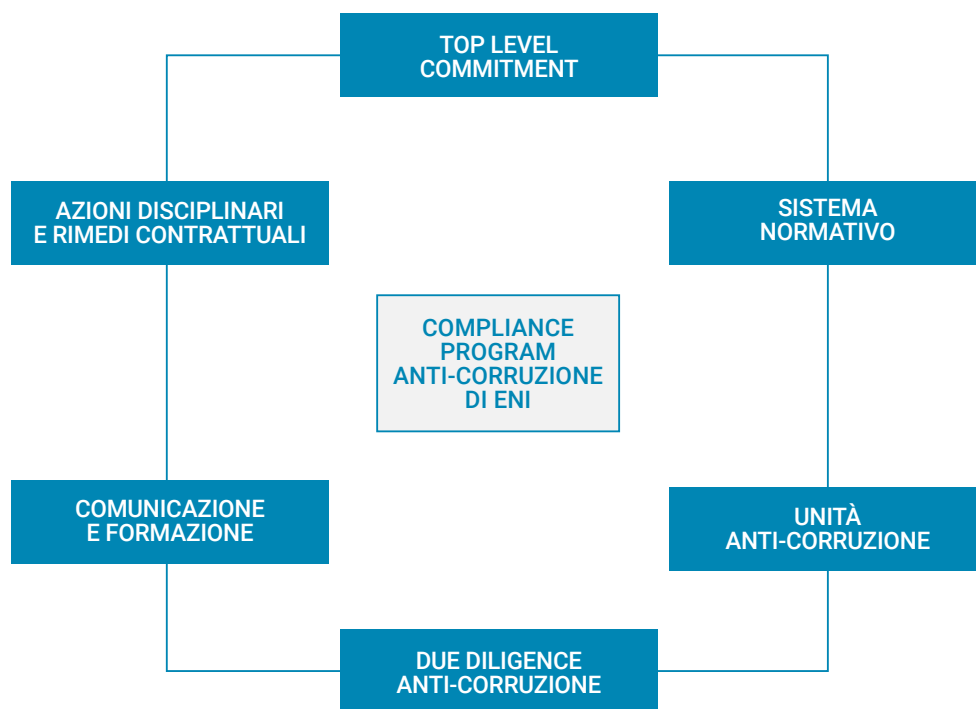 TOP LEVEL
COMMITMENT
AZIONI DISCIPLINARI
E RIMEDI CONTRATTUALI
SISTEMA
NORMATIVO
COMPLIANCE
PROGRAM
ANTI-CORRUZIONE
DI ENI
COMUNICAZIONE
E FORMAZIONE
UNITÀ
ANTI-CORRUZIONE
DUE DILIGENCE
ANTI-CORRUZIONE